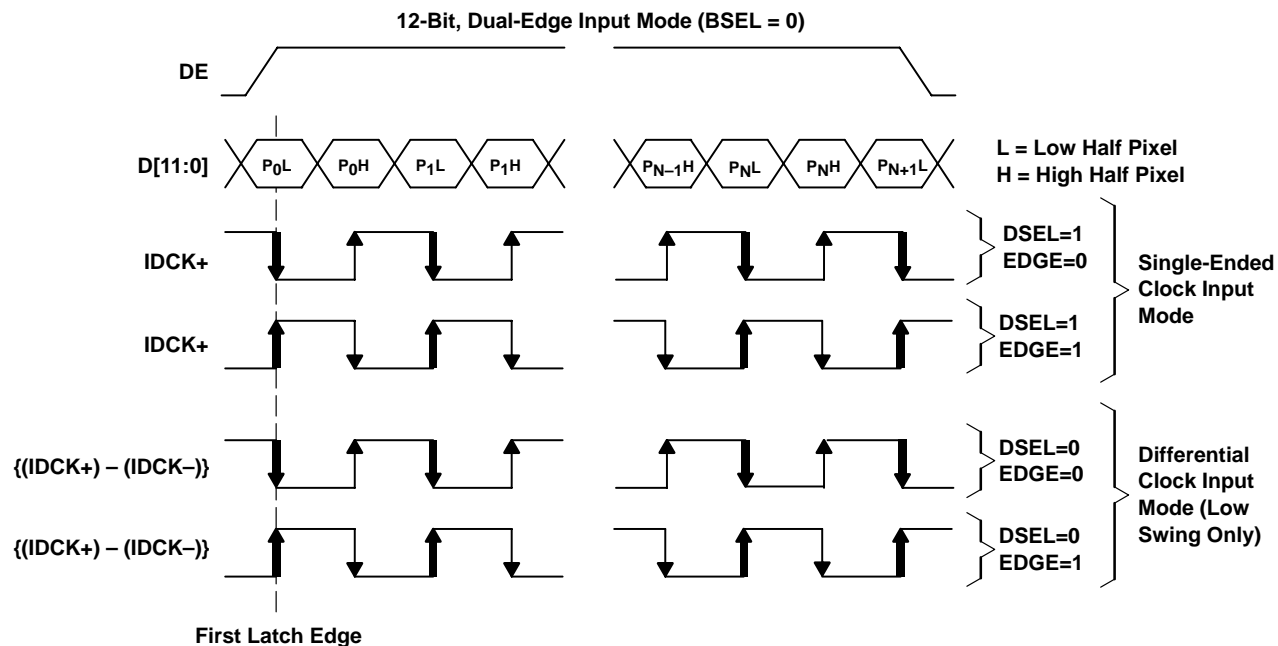 12-Bit, Dual-Edge Input Mode (BSEL = 0)
DE
D[11:0]
P0L
P0H
P1L
P1H
PN–1H
PNL
PNH
PN+1L
L = Low Half Pixel
H = High Half Pixel
IDCK+
DSEL=1
EDGE=0
IDCK+
DSEL=1
EDGE=1
Single-Ended
Clock Input
Mode
{(IDCK+) – (IDCK–)}
DSEL=0
EDGE=0
{(IDCK+) – (IDCK–)}
DSEL=0
EDGE=1
Differential
Clock Input
Mode (Low
Swing Only)
First Latch Edge